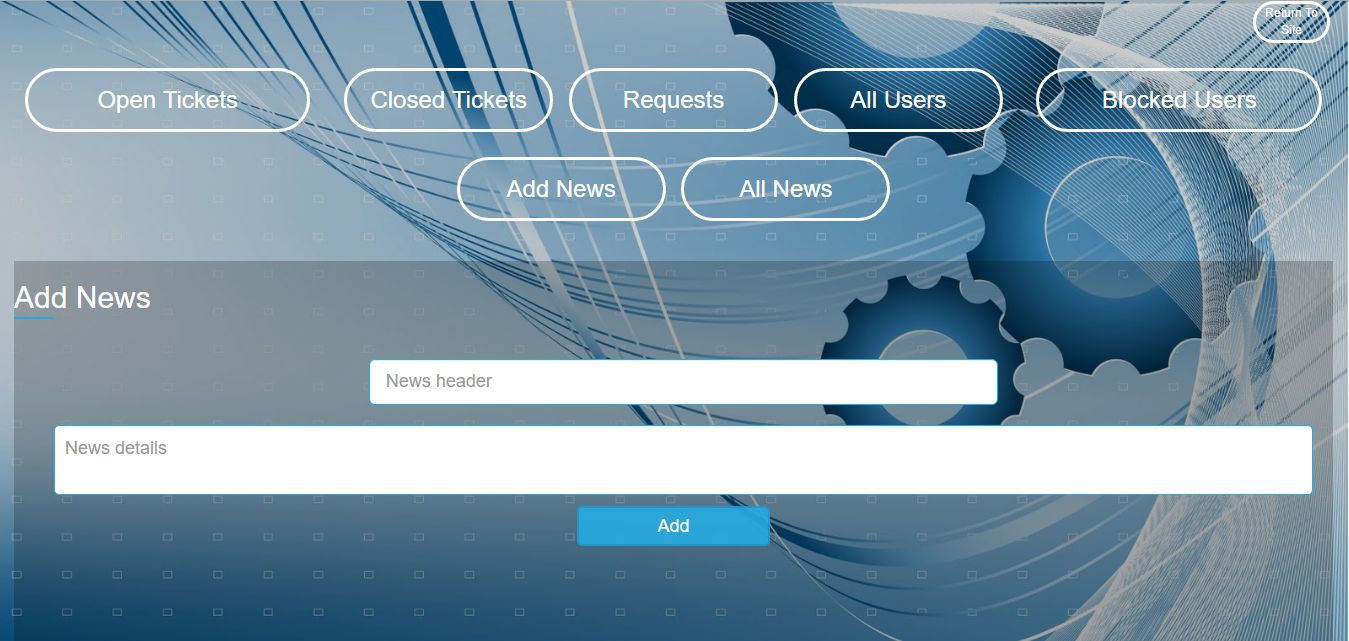 Return To
Site
Open Tickets
Closed Tickets
Requests
All Users
Blocked Users
Add News
All News
Add News
News header
News details
Add